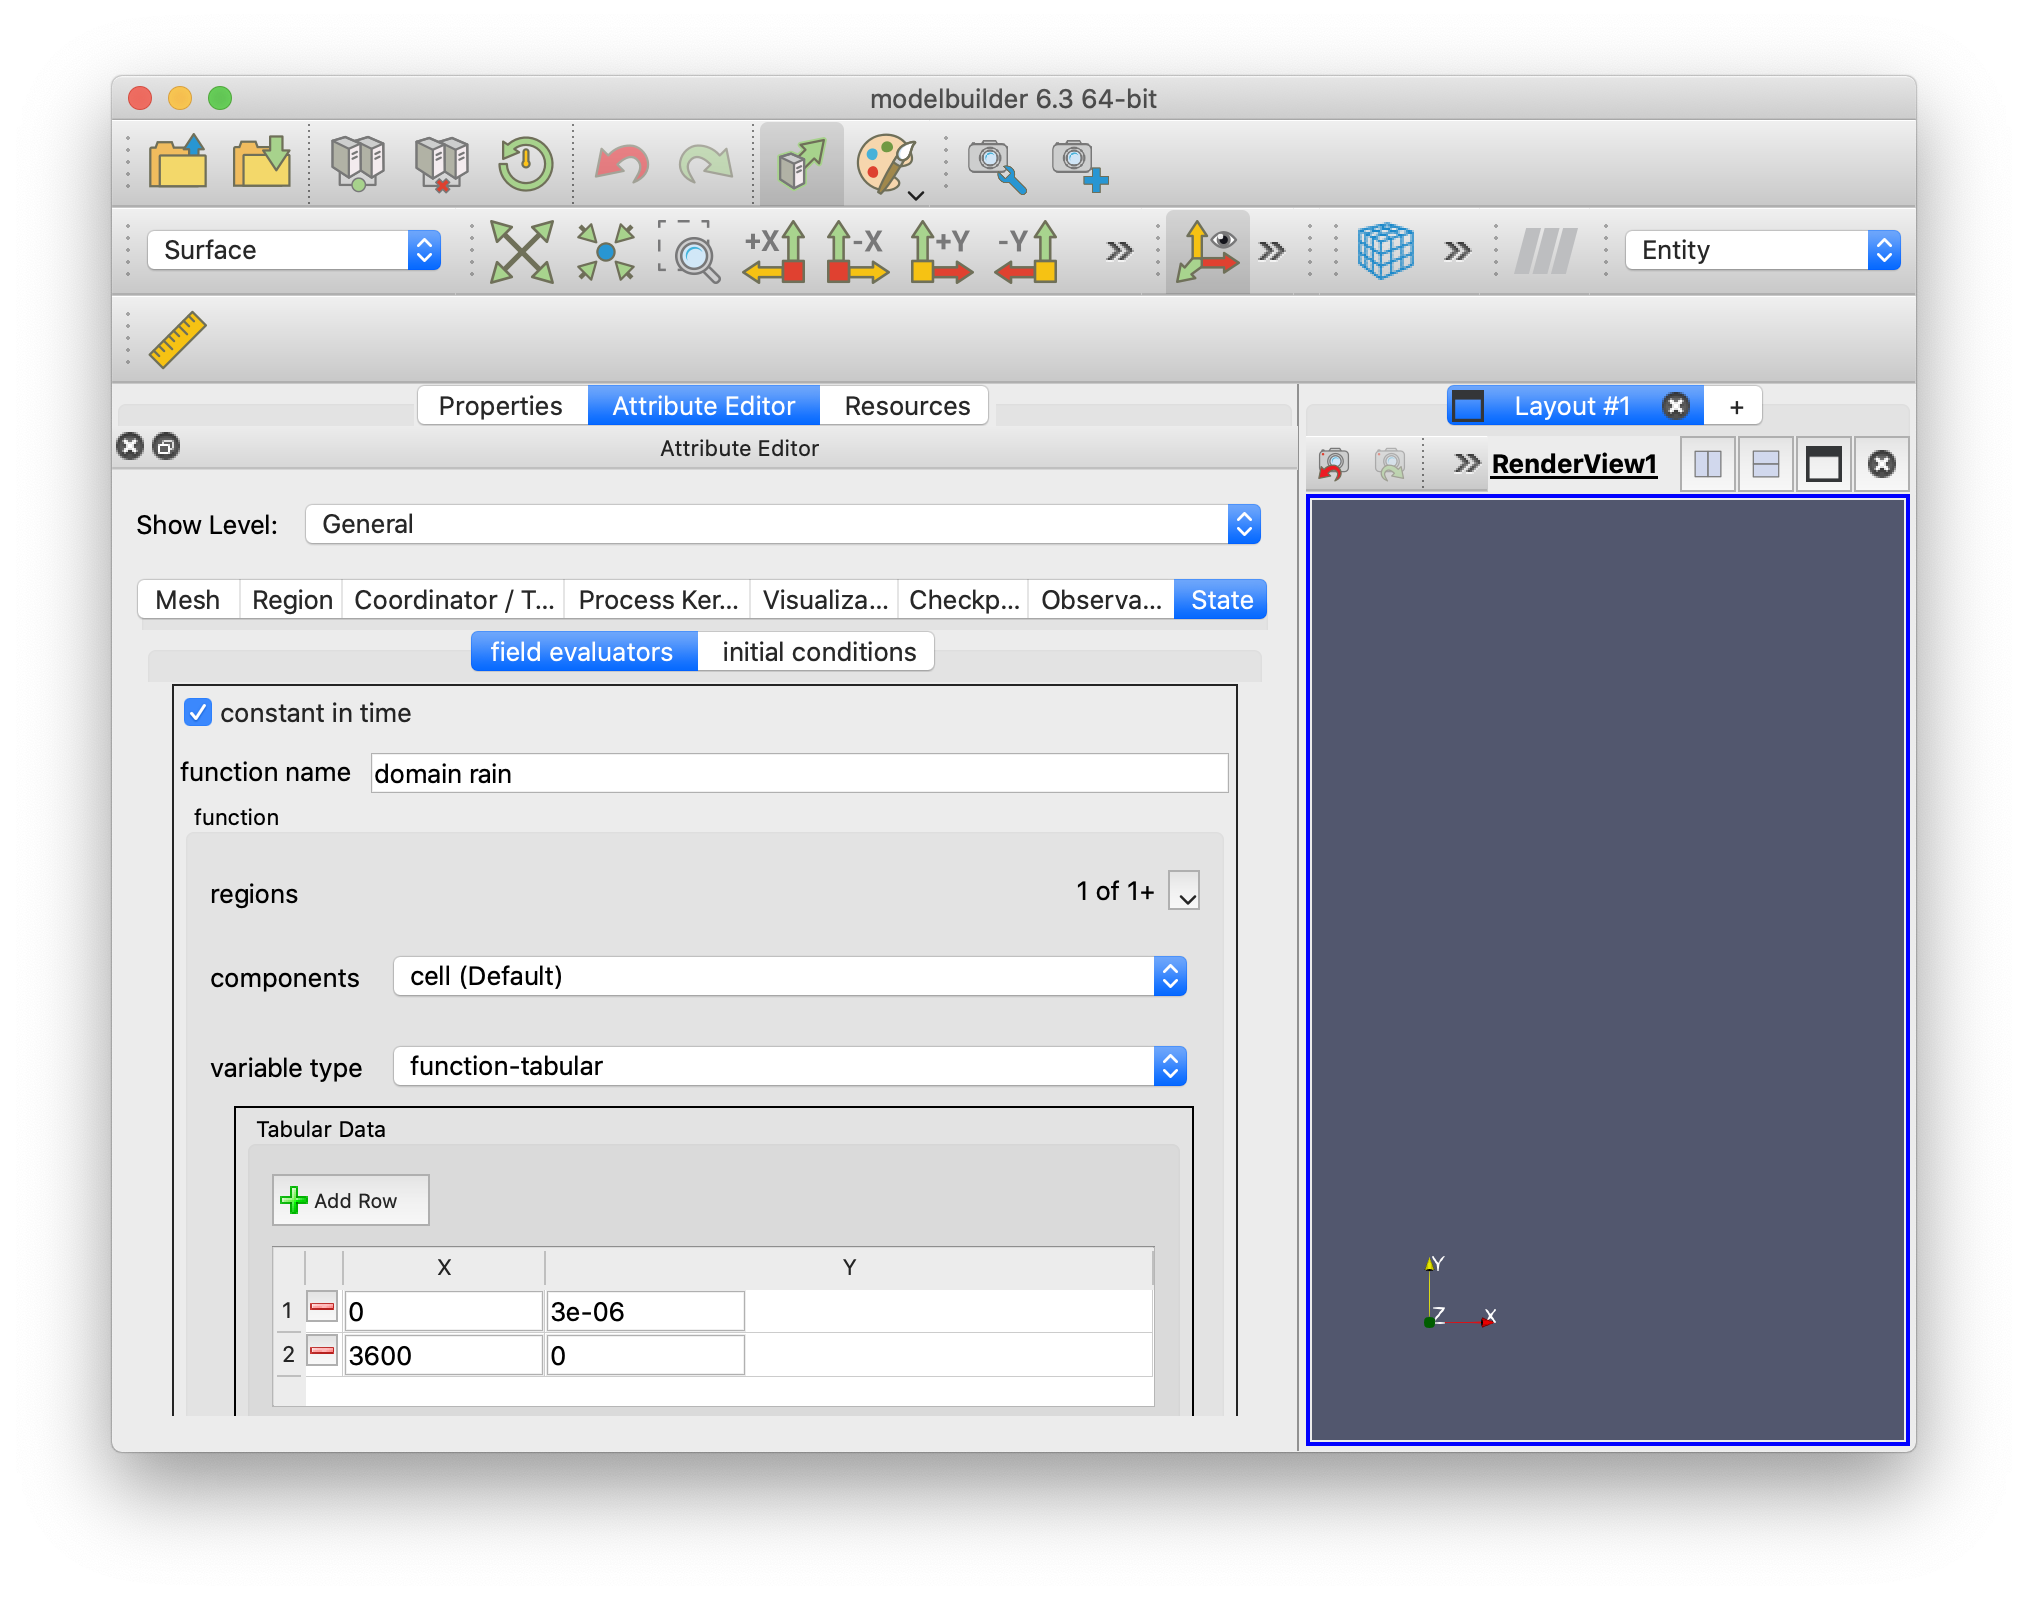 modelbuilder 6.3 64-bit
Surface
+X
-X
+Y
-Y
Entity
Properties
Attribute Editor
Resources
Layout #1
+
Attribute Editor
RenderView1
Show Level:
General
Mesh
Region
Coordinator / T...
Process Ker...
Visualiza...
Checkp...
Observa...
State
field evaluators
initial conditions
constant in time
function name
domain rain
function
regions
1 of 1+
components
cell (Default)
variable type
function-tabular
Tabular Data
Add Row
X
Y
1
0
3e-06
2
3600
0
Y
Z
X